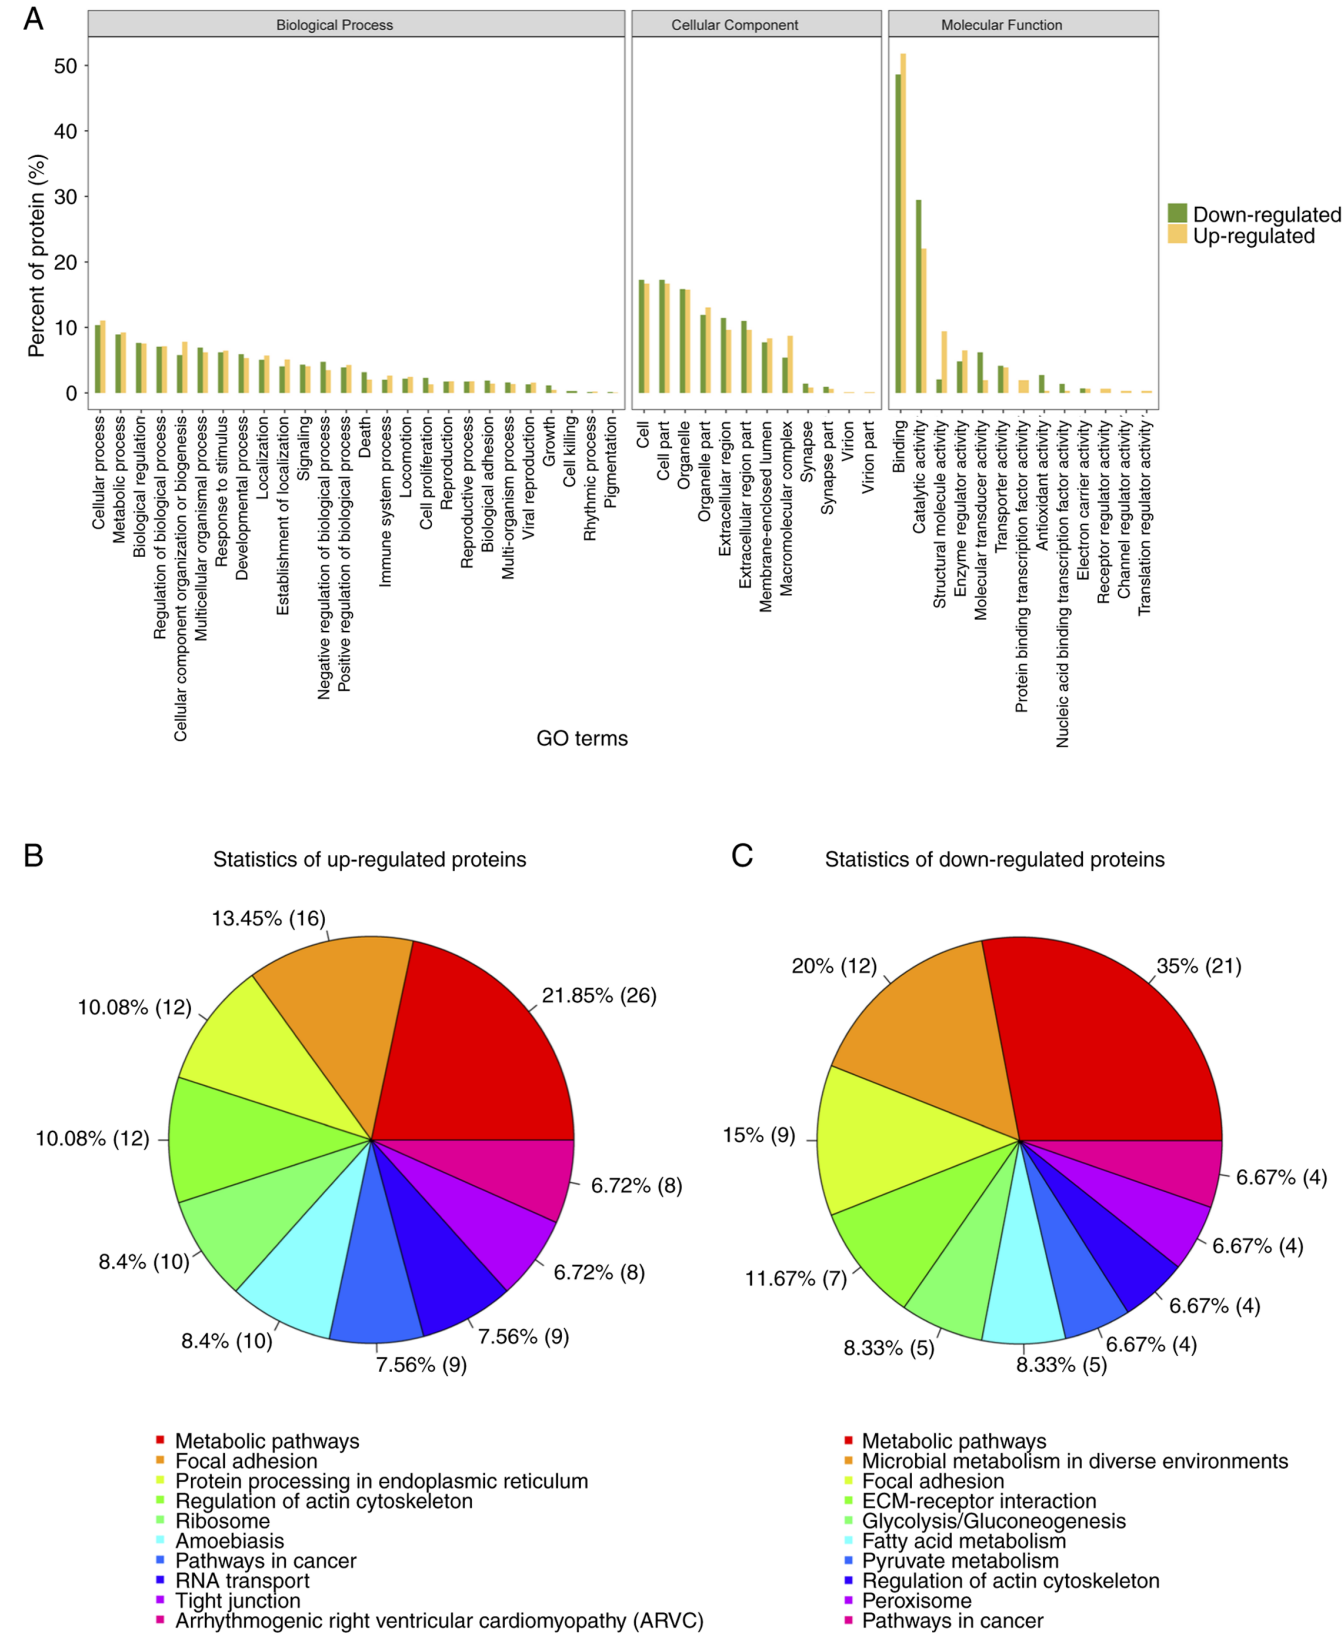 A
Biological Process
Cellular Component
Molecular Function
Percent of protein (%)
50
40
30
20
10
0
Down-regulated
Up-regulated
Cellular process
Metabolic process
Biological regulation
Regulation of biological process
Cellular component organization or biogenesis
Multicellular organismal process
Response to stimulus
Developmental process
Localization
Establishment of localization
Signaling
Negative regulation of biological process
Positive regulation of biological process
Death
Immune system process
Locomotion
Cell proliferation
Reproduction
Reproductive process
Biological adhesion
Multi-organism process
Viral reproduction
Growth
Cell killing
Rhythmic process
Pigmentation
Cell
Cell part
Organelle
Organelle part
Extracellular region
Extracellular region part
Membrane-enclosed lumen
Macromolecular complex
Synapse
Synapse part
Virion
Virion part
Binding
Catalytic activity
Structural molecule activity
Enzyme regulator activity
Molecular transducer activity
Transporter activity
Protein binding transcription factor activity
Antioxidant activity
Nucleic acid binding transcription factor activity
Electron carrier activity
Receptor regulator activity
Channel regulator activity
Translation regulator activity
GO terms
B
Statistics of up-regulated proteins
13.45% (16)
21.85% (26)
10.08% (12)
10.08% (12)
8.4% (10)
8.4% (10)
7.56% (9)
7.56% (9)
6.72% (8)
6.72% (8)
Metabolic pathways
Focal adhesion
Protein processing in endoplasmic reticulum
Regulation of actin cytoskeleton
Ribosome
Amoebiasis
Pathways in cancer
RNA transport
Tight junction
Arrhythmogenic right ventricular cardiomyopathy (ARVC)
C
Statistics of down-regulated proteins
20% (12)
35% (21)
15% (9)
11.67% (7)
8.33% (5)
8.33% (5)
6.67% (4)
6.67% (4)
6.67% (4)
6.67% (4)
Metabolic pathways
Microbial metabolism in diverse environments
Focal adhesion
ECM-receptor interaction
Glycolysis/Gluconeogenesis
Fatty acid metabolism
Pyruvate metabolism
Regulation of actin cytoskeleton
Peroxisome
Pathways in cancer